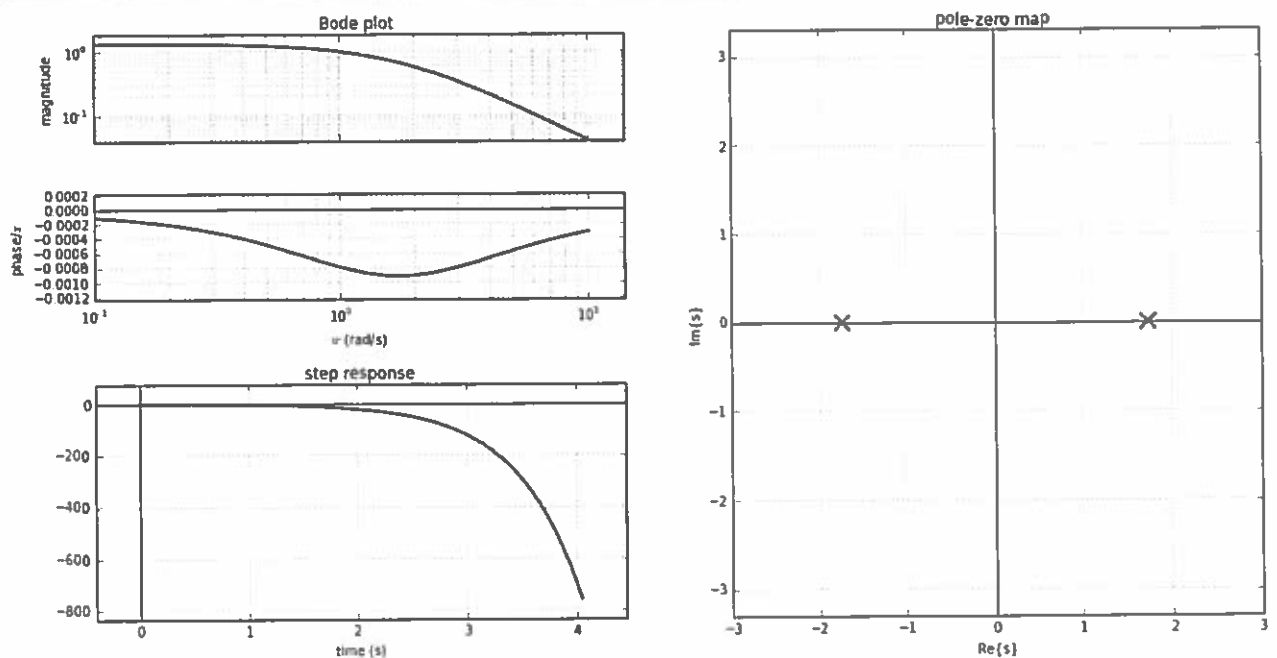 Bode plot
magnitude
10⁰
10⁻¹
phase/π
0.0002
0.0000
−0.0002
−0.0004
−0.0006
−0.0008
−0.0010
−0.0012
10⁻¹ 10⁰ 10¹
(rad/s)
step response
0
−200
−400
−600
−800
0 1 2 3 4
time (s)
pole-zero map
Im{s}
3
2
1
0
−1
−2
−3
−3 −2 −1 0 1 2 3
Re{s}